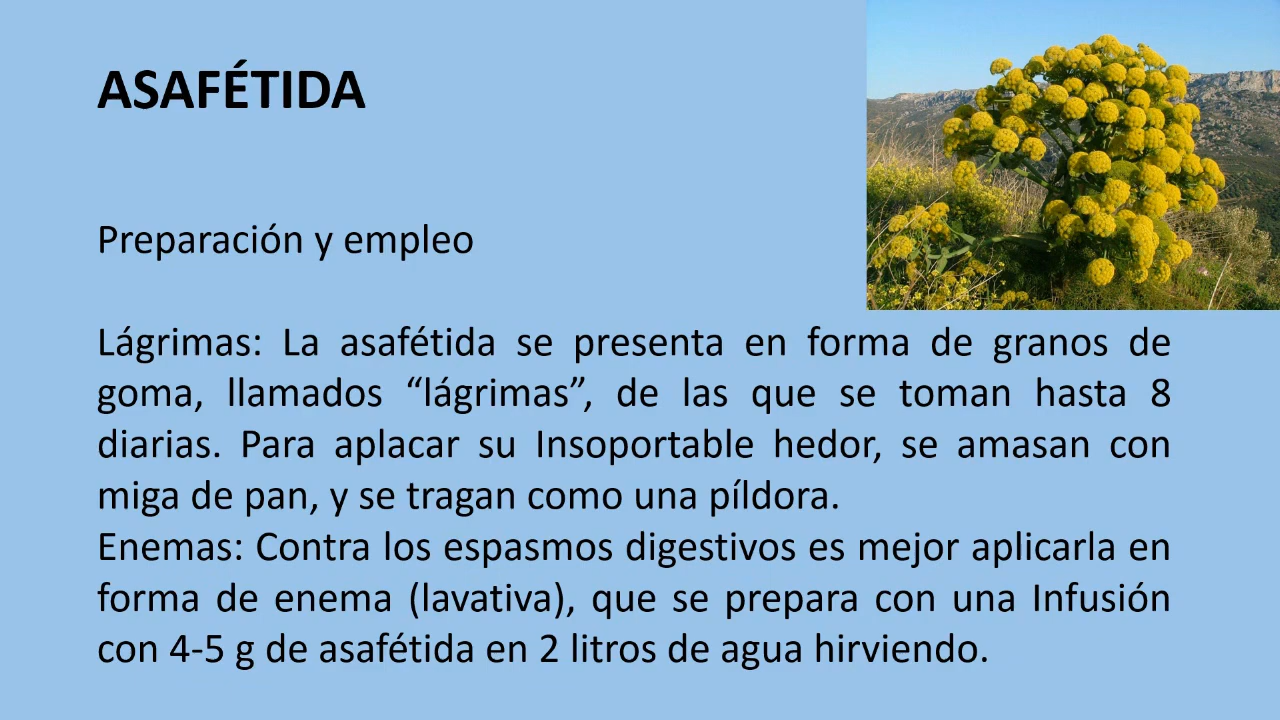 ASAFÉTIDA
Preparación y empleo
Lágrimas: La asafétida se presenta en forma de granos de
goma, llamados “lágrimas”, de las que se toman hasta 8
diarias. Para aplacar su Insoportable hedor, se amasan con
miga de pan, y se tragan como una píldora.
Enemas: Contra los espasmos digestivos es mejor aplicarla en
forma de enema (lavativa), que se prepara con una Infusión
con 4-5 g de asafétida en 2 litros de agua hirviendo.